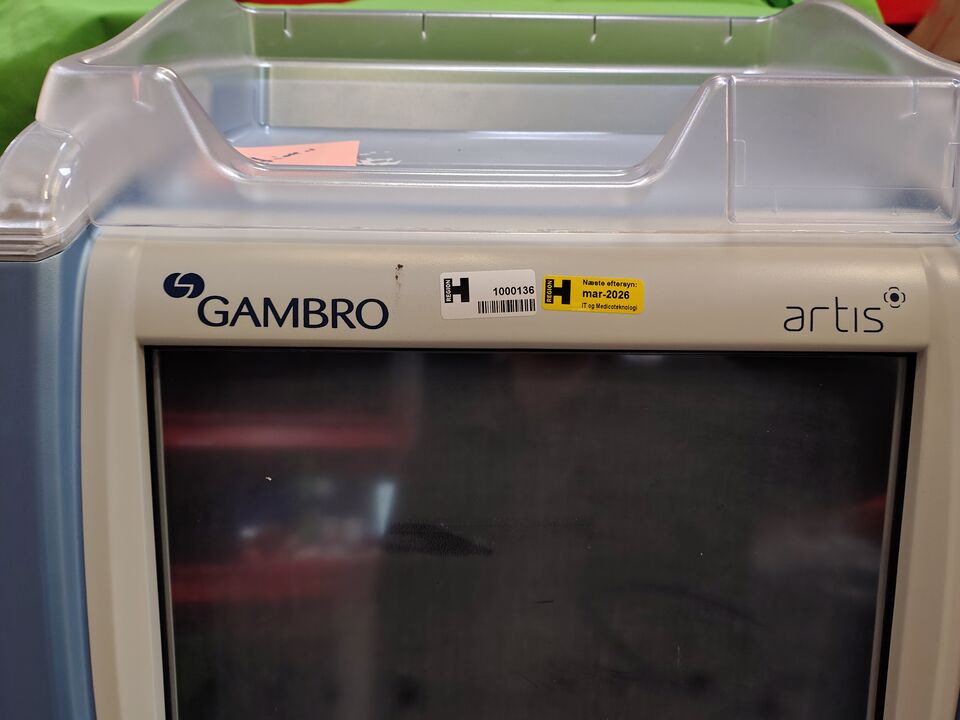 GAMBRO
REGION H
1000136
REGION H
Næste eftersyn:
mar-2026
IT og Medicoteknologi
artis